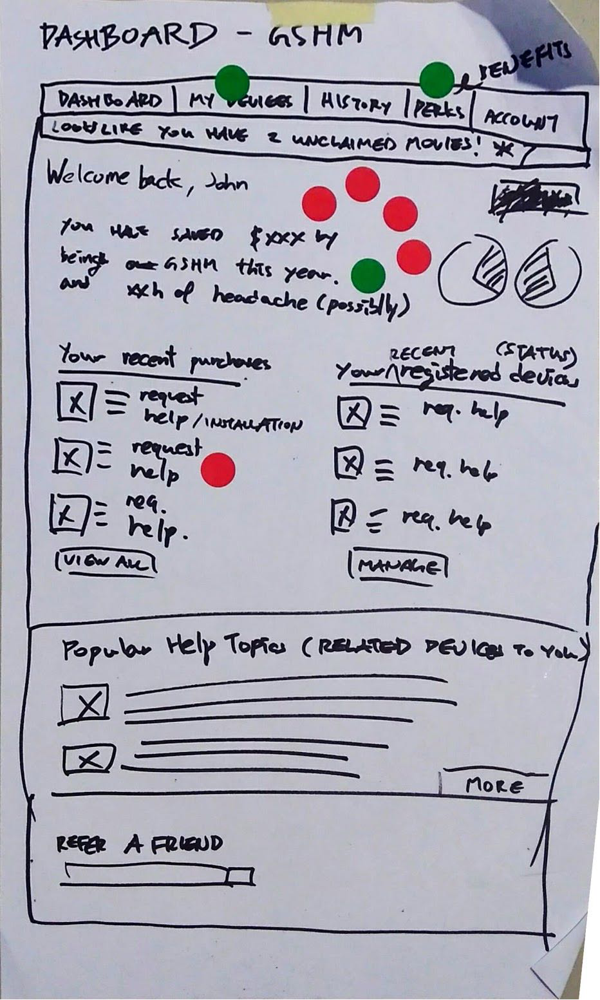 DASHBOARD - GSHM
BENEFITS
DASHBOARD MY DEVICES HISTORY PERKS ACCOUNT
LOOKS LIKE YOU HAVE 2 UNCLAIMED MOVIES!
Welcome back, John
You HAVE SAVED $XXX by
being GSHM this year.
and xxh of headache (possibly)
Your recent purchases
request
help/INSTALLATION
request
help
req.
help.
VIEW ALL
RECENT (STATUS)
Your registered devices
req. help
req. help
req. help
MANAGE
Popular Help Topics (RELATED DEVICES TO YOU)
MORE
REFER A FRIEND